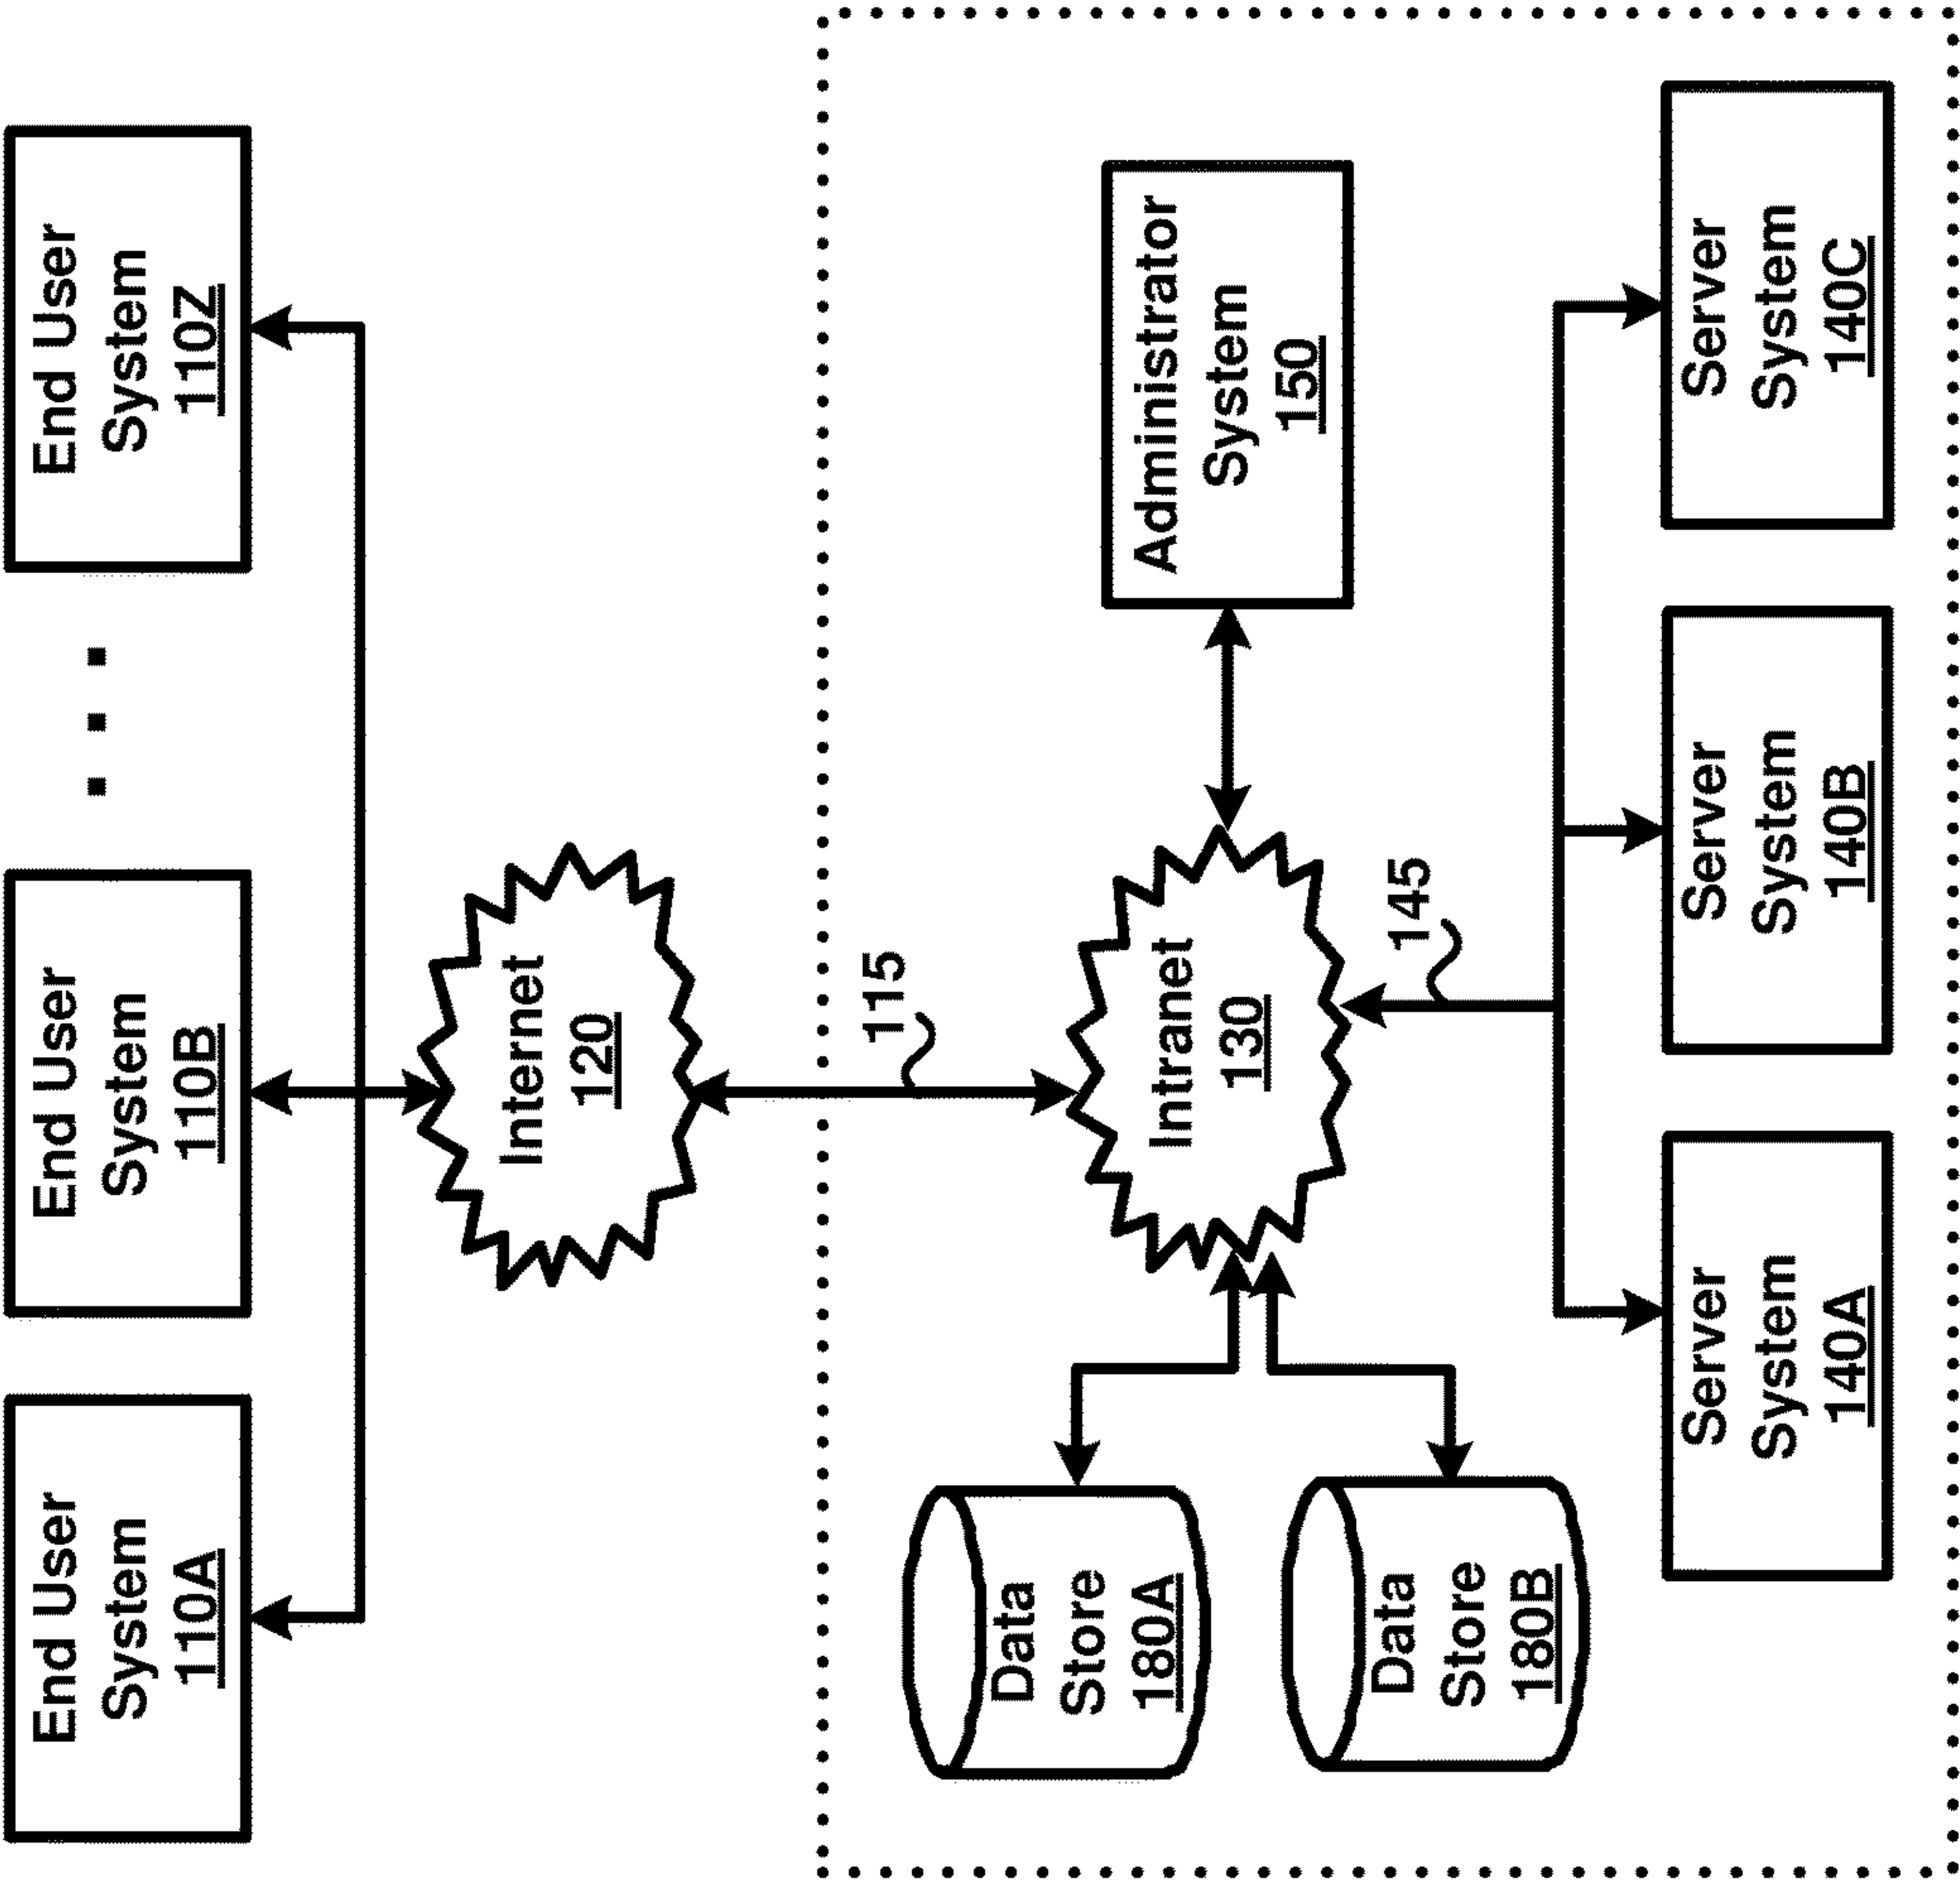 End User
System
110A
End User
System
110B
End User
System
110Z
Internet
120
115
Data
Store
180A
Data
Store
180B
Intranet
130
Administrator
System
150
145
Server
System
140A
Server
System
140B
Server
System
140C